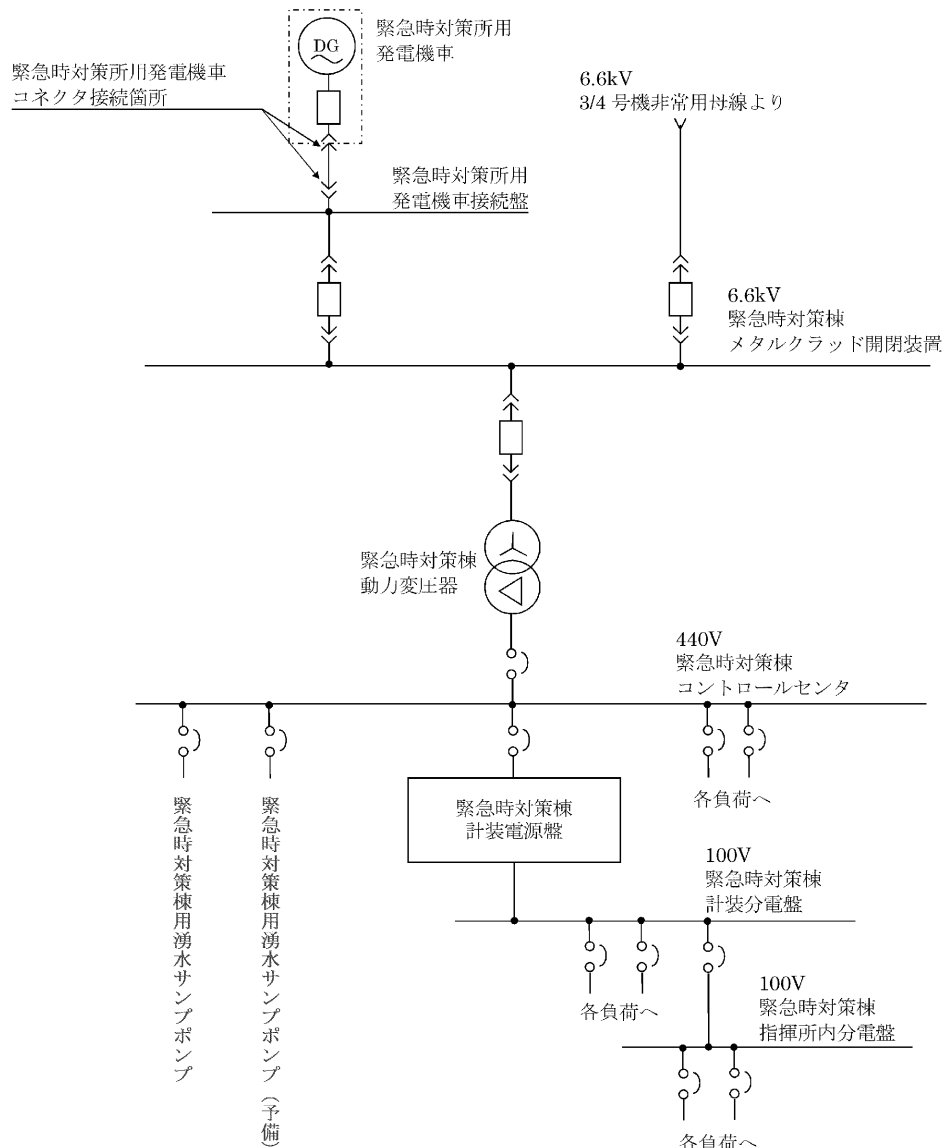 DG
緊急時対策所用
発電機車
緊急時対策所用発電機車
コネクタ接続箇所
6.6kV
3/4 号機非常用母線より
緊急時対策所用
発電機車接続盤
6.6kV
緊急時対策棟
メタルクラッド開閉装置
緊急時対策棟
動力変圧器
440V
緊急時対策棟
コントロールセンタ
緊急時対策棟用湧水サンプポンプ
緊急時対策棟用湧水サンプポンプ（予備）
緊急時対策棟
計装電源盤
各負荷へ
100V
緊急時対策棟
計装分電盤
各負荷へ
100V
緊急時対策棟
指揮所内分電盤
各負荷へ